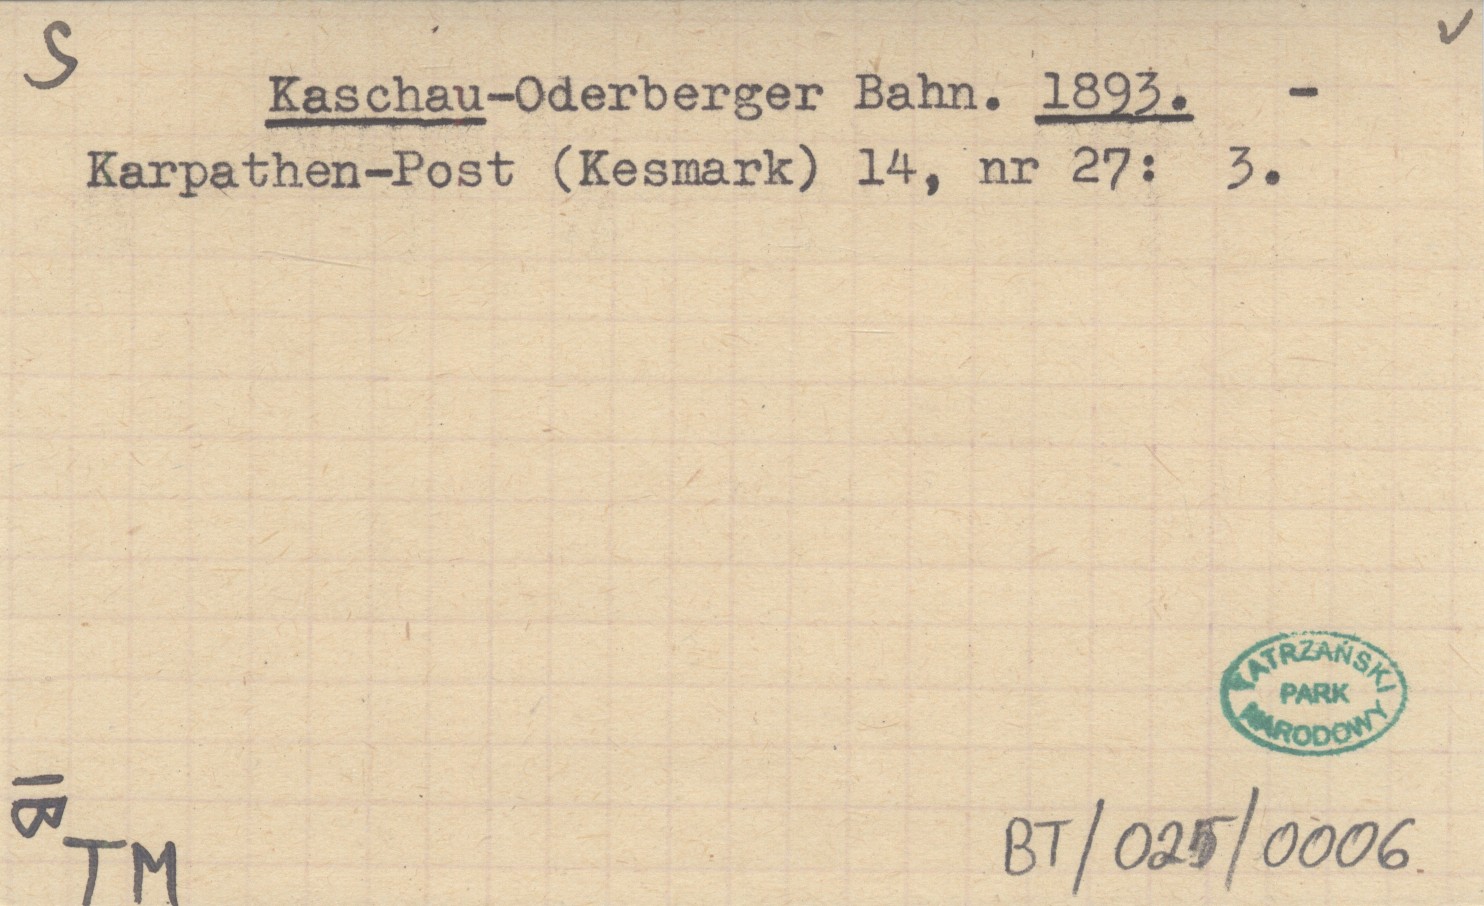 S
✓
Kaschau-Oderberger Bahn. 1893. -
Karpathen-Post (Kesmark) 14, nr 27: 3.
TATRZAŃSKI
PARK
NARODOWY
IB
TM
BT/025/0006